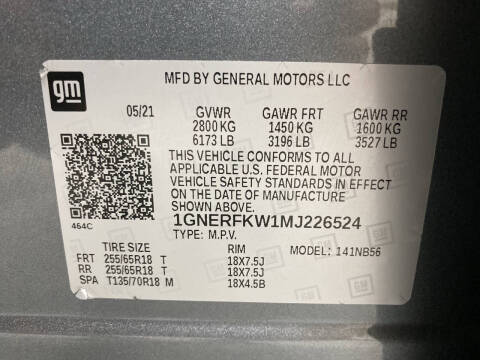 gm
MFD BY GENERAL MOTORS LLC
05/21 GVWR GAWR FRT GAWR RR
2800 KG 1450 KG 1600 KG
6173 LB 3196 LB 3527 LB
THIS VEHICLE CONFORMS TO ALL
APPLICABLE U.S. FEDERAL MOTOR
VEHICLE SAFETY STANDARDS IN EFFECT
ON THE DATE OF MANUFACTURE
SHOWN ABOVE.
464C 1GNERFKW1MJ226524
TYPE: M.P.V. MODEL: 141NB56
TIRE SIZE RIM
FRT 255/65R18 T 18X7.5J
RR 255/65R18 T 18X7.5J
SPA T135/70R18 M 18X4.5B